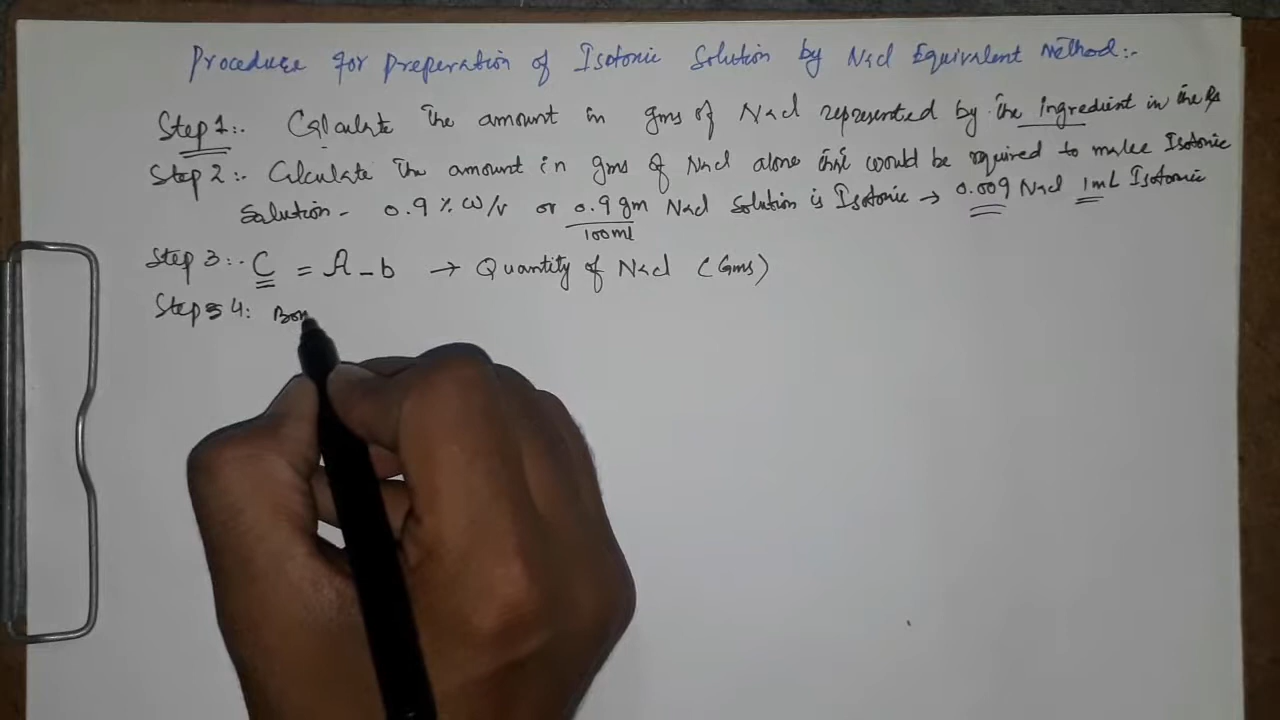 Procedure for preperation of Isotonic Solution by Nacl Equivalent Method:-
Step 1:- Calculate The amount in gms of Nacl represented by the Ingredient in the Rx
Step 2:- Calculate The amount in gms of Nacl alone that would be required to make Isotonic
Solution - 0.9 % w/v or 0.9 gm/100ml Nacl Solution is Isotonic → 0.009 Nacl 1mL Isotonic
Step 3:- C = A - b → Quantity of Nacl (Gms)
Step 4: